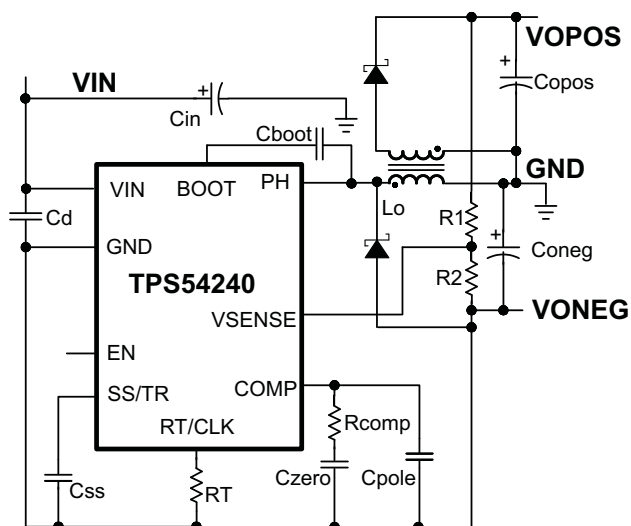 VOPOS
VIN
+
Cin
+
Copos
Cboot
GND
VIN
BOOT
PH
Cd
Lo
R1
+
Coneg
GND
TPS54240
R2
VSENSE
VONEG
EN
SS/TR
COMP
RT/CLK
Rcomp
Css
RT
Czero
Cpole